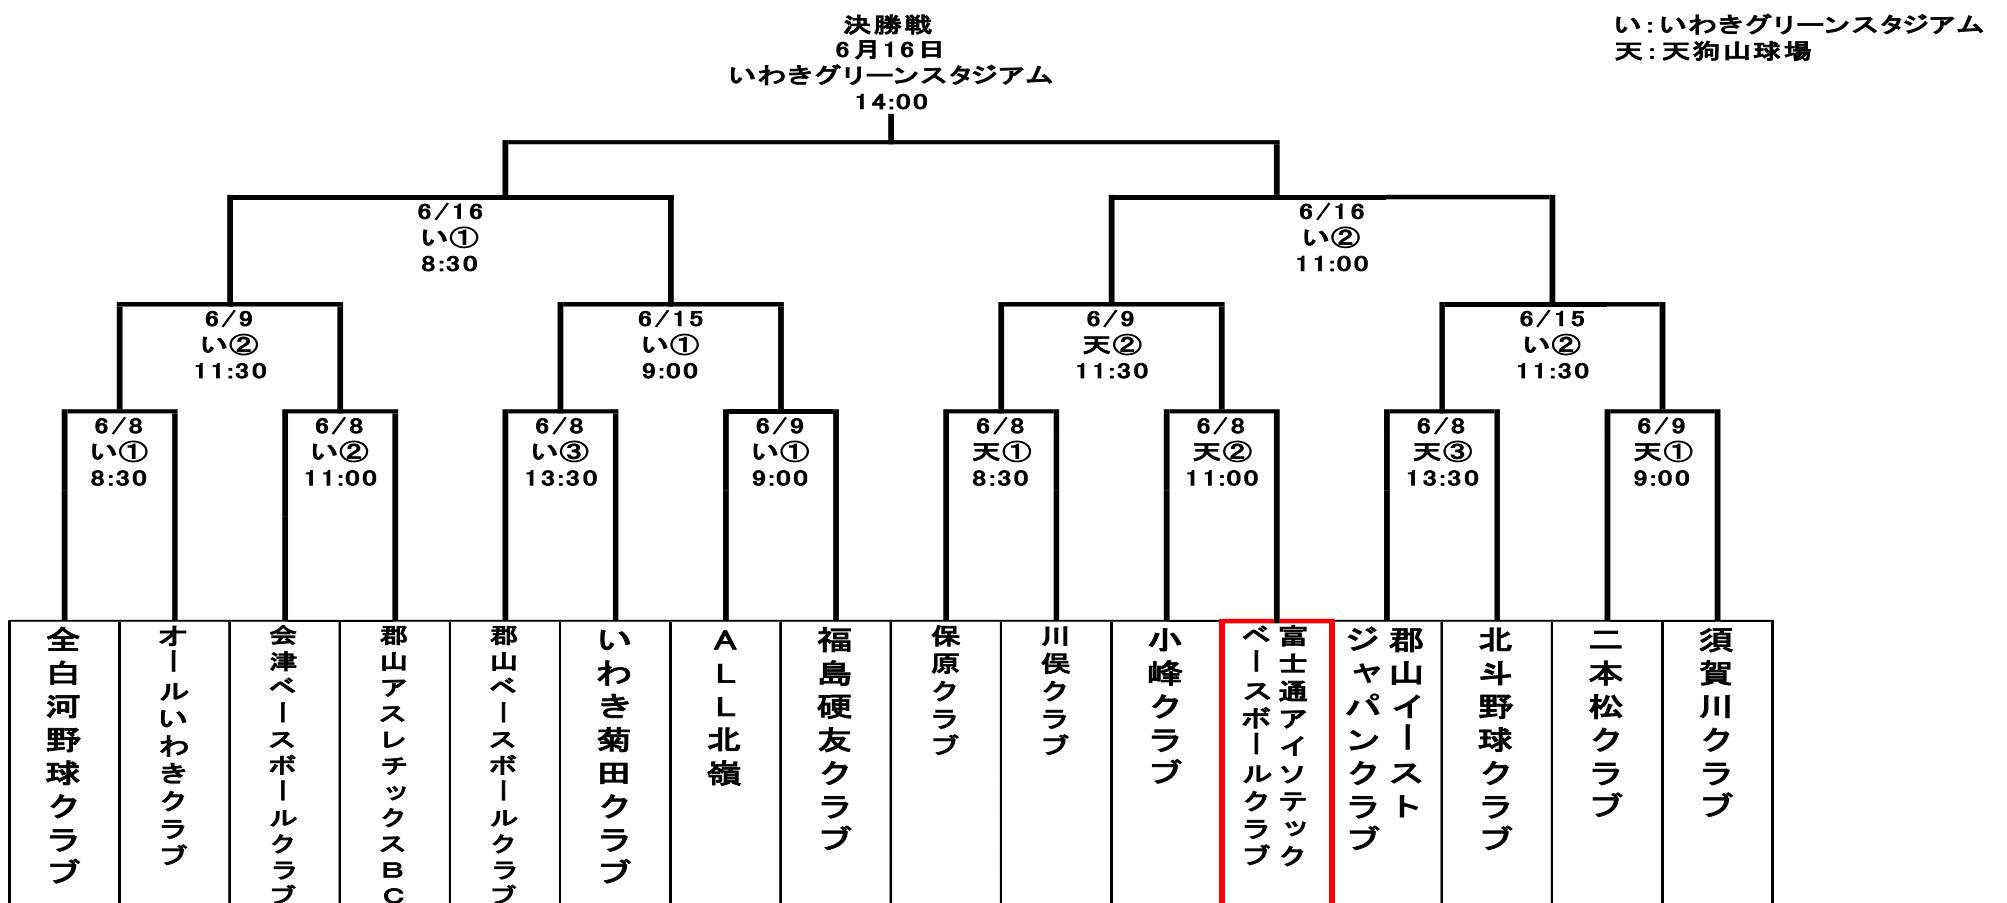 決勝戦
6月16日
いわきグリーンスタジアム
14:00
い:いわきグリーンスタジアム
天:天狗山球場
6/16
い①
8:30
6/16
い②
11:00
6/9
い②
11:30
6/15
い①
9:00
6/9
天②
11:30
6/15
い②
11:30
6/8
い①
8:30
6/8
い②
11:00
6/8
い③
13:30
6/9
い①
9:00
6/8
天①
8:30
6/8
天②
11:00
6/8
天③
13:30
6/9
天①
9:00
全白河野球クラブ
オールいわきクラブ
会津ベースボールクラブ
郡山アスレチックスBC
郡山ベースボールクラブ
いわき菊田クラブ
ALL北嶺
福島硬友クラブ
保原クラブ
川俣クラブ
小峰クラブ
富士通アイソテック
ベースボールクラブ
郡山イースト
ジャパンクラブ
北斗野球クラブ
二本松クラブ
須賀川クラブ